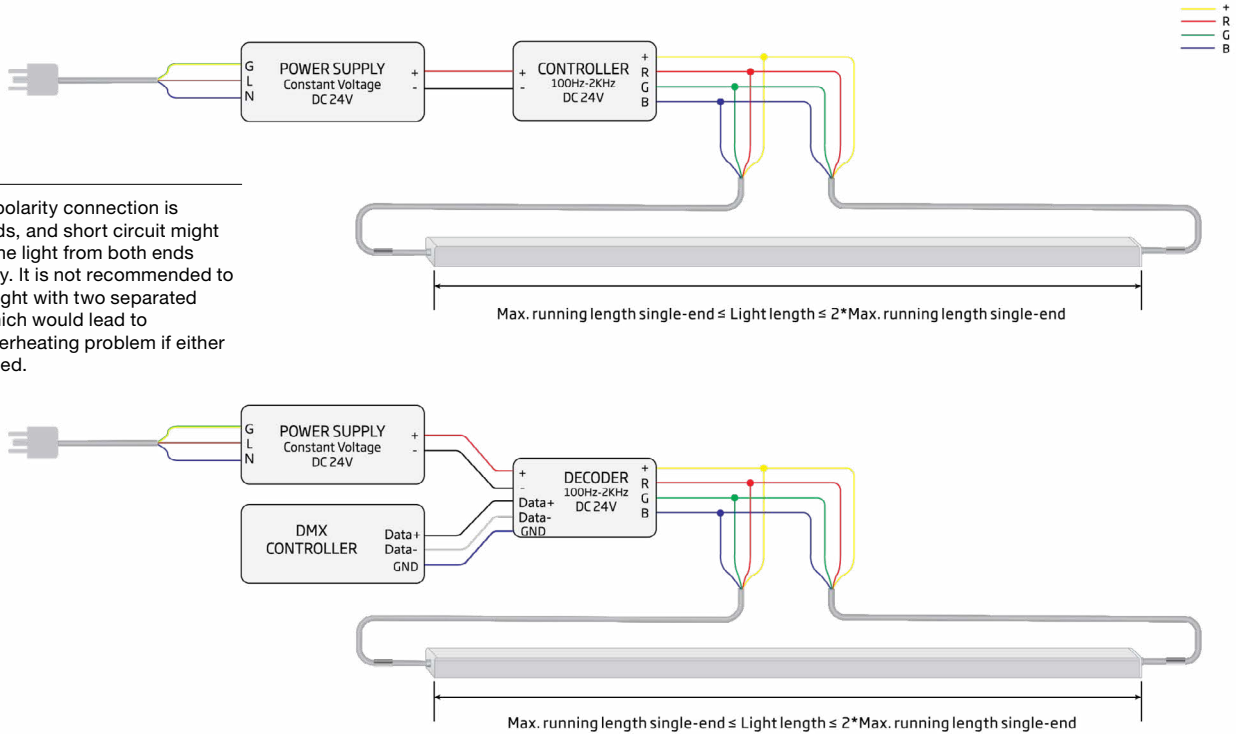 +
R
G
B
G
L
N
POWER SUPPLY
Constant Voltage
DC 24V
+
-
+
-
CONTROLLER
100Hz-2KHz
DC 24V
+
R
G
B
polarity connection is
ds, and short circuit might
he light from both ends
y. It is not recommended to
ght with two separated
hich would lead to
erheating problem if either
ed.
Max. running length single-end ≤ Light length ≤ 2*Max. running length single-end
G
L
N
POWER SUPPLY
Constant Voltage
DC 24V
+
-
DMX
CONTROLLER
Data+
Data-
GND
+
-
Data+
Data-
GND
DECODER
100Hz-2KHz
DC 24V
+
R
G
B
Max. running length single-end ≤ Light length ≤ 2*Max. running length single-end